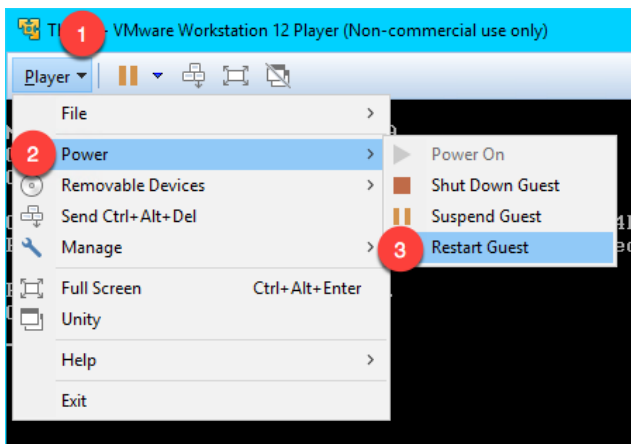 1
VMware Workstation 12 Player (Non-commercial use only)
Player
File
2
Power
Power On
Removable Devices
Shut Down Guest
Send Ctrl+Alt+Del
Suspend Guest
Manage
3
Restart Guest
Full Screen
Ctrl+Alt+Enter
Unity
Help
Exit